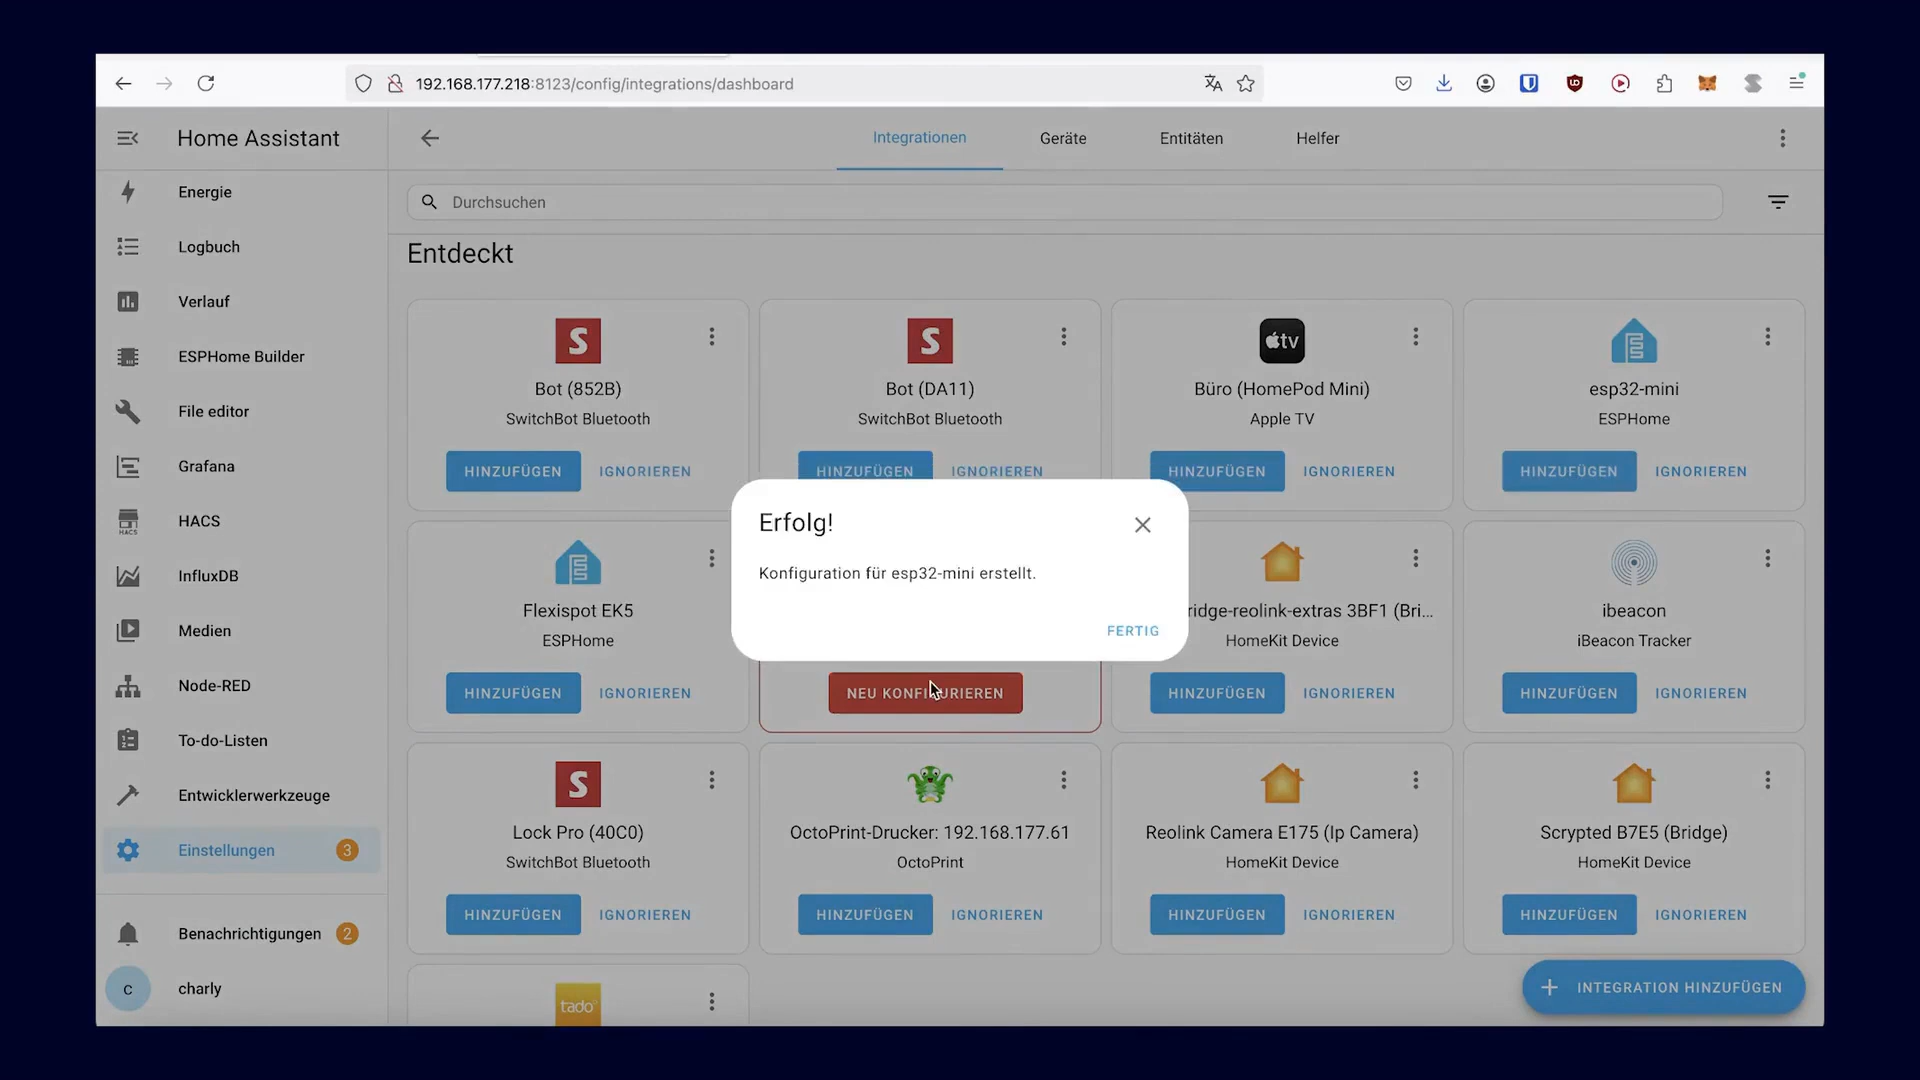 192.168.177.218:8123/config/integrations/dashboard
Home Assistant
Integrationen
Geräte
Entitäten
Helfer
Energie
Logbuch
Verlauf
ESPHome Builder
File editor
Grafana
HACS
InfluxDB
Medien
Node-RED
To-do-Listen
Entwicklerwerkzeuge
Einstellungen
3
Benachrichtigungen
2
C
charly
Durchsuchen
Entdeckt
S
Bot (852B)
SwitchBot Bluetooth
HINZUFÜGEN
IGNORIEREN
S
Bot (DA11)
SwitchBot Bluetooth
HINZUFÜGEN
IGNORIEREN
tv
Büro (HomePod Mini)
Apple TV
HINZUFÜGEN
IGNORIEREN
esp32-mini
ESPHome
HINZUFÜGEN
IGNORIEREN
Flexispot EK5
ESPHome
HINZUFÜGEN
IGNORIEREN
Erfolg!
Konfiguration für esp32-mini erstellt.
FERTIG
NEU KONFIGURIEREN
ridge-reolink-extras 3BF1 (Bri...
HomeKit Device
HINZUFÜGEN
IGNORIEREN
ibeacon
iBeacon Tracker
HINZUFÜGEN
IGNORIEREN
S
Lock Pro (40C0)
SwitchBot Bluetooth
HINZUFÜGEN
IGNORIEREN
OctoPrint-Drucker: 192.168.177.61
OctoPrint
HINZUFÜGEN
IGNORIEREN
Reolink Camera E175 (Ip Camera)
HomeKit Device
HINZUFÜGEN
IGNORIEREN
Scrypted B7E5 (Bridge)
HomeKit Device
HINZUFÜGEN
IGNORIEREN
tado°
INTEGRATION HINZUFÜGEN